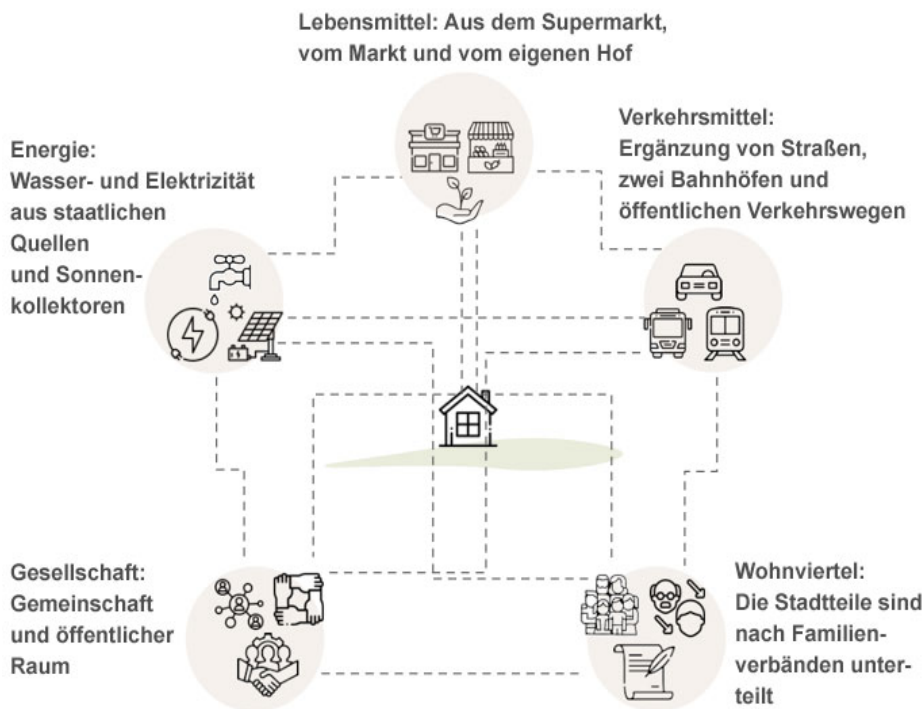 Lebensmittel: Aus dem Supermarkt,
vom Markt und vom eigenen Hof
Energie:
Wasser- und Elektrizität
aus staatlichen
Quellen
und Sonnen-
kollektoren
Verkehrsmittel:
Ergänzung von Straßen,
zwei Bahnhöfen und
öffentlichen Verkehrswegen
Gesellschaft:
Gemeinschaft
und öffentlicher
Raum
Wohnviertel:
Die Stadtteile sind
nach Familien-
verbänden unter-
teilt